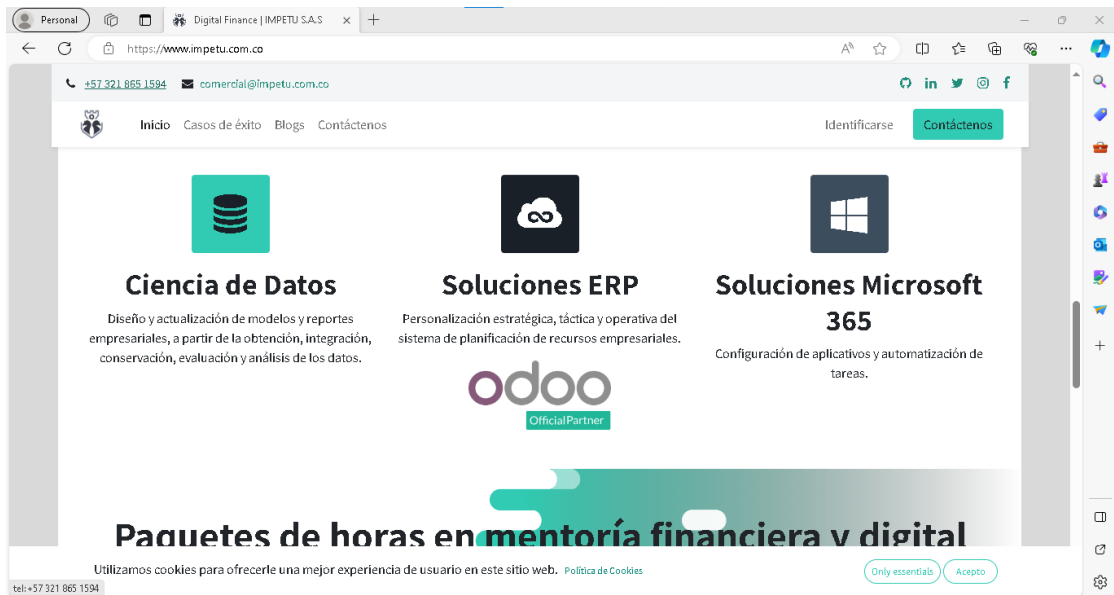 Personal
Digital Finance | IMPETU S.A.S
https://www.impetu.com.co
+57 321 865 1594 comercial@impetu.com.co
Inicio Casos de éxito Blogs Contáctenos Identificarse Contáctenos
Ciencia de Datos
Diseño y actualización de modelos y reportes
empresariales, a partir de la obtención, integración,
conservación, evaluación y análisis de los datos.
Soluciones ERP
Personalización estratégica, táctica y operativa del
sistema de planificación de recursos empresariales.
odoo
Official Partner
Soluciones Microsoft
365
Configuración de aplicativos y automatización de
tareas.
Paquetes de horas en mentoría financiera y digital
Utilizamos cookies para ofrecerle una mejor experiencia de usuario en este sitio web. Política de Cookies
Only essentials Acepto
tel:+57 321 865 1594